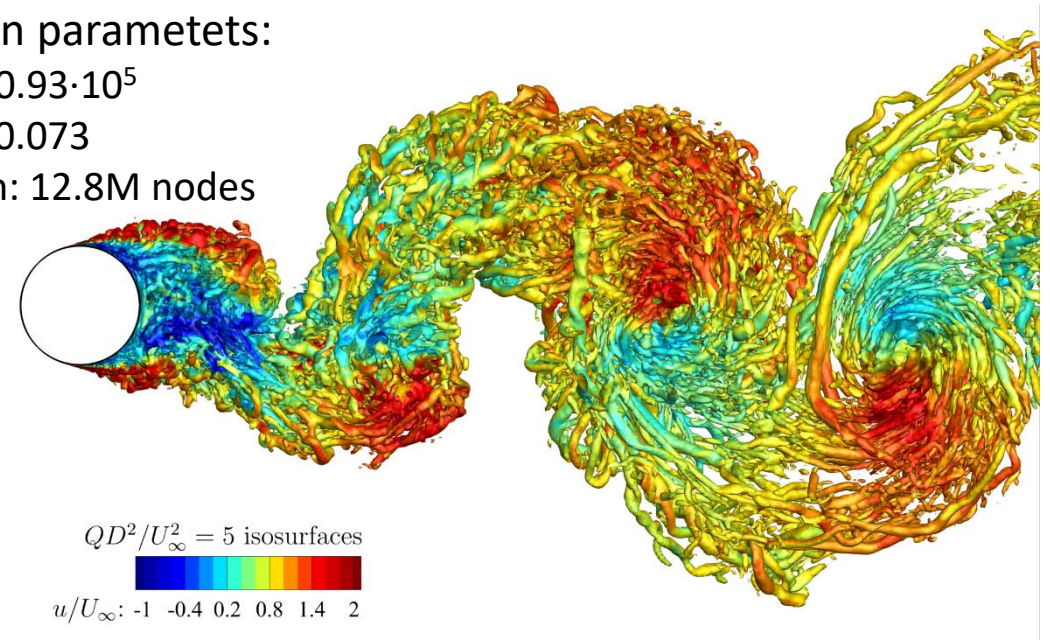 n parametets:
0.93·10⁵
0.073
n: 12.8M nodes
QD²/U²∞ = 5 isosurfaces
u/U∞: -1 -0.4 0.2 0.8 1.4 2